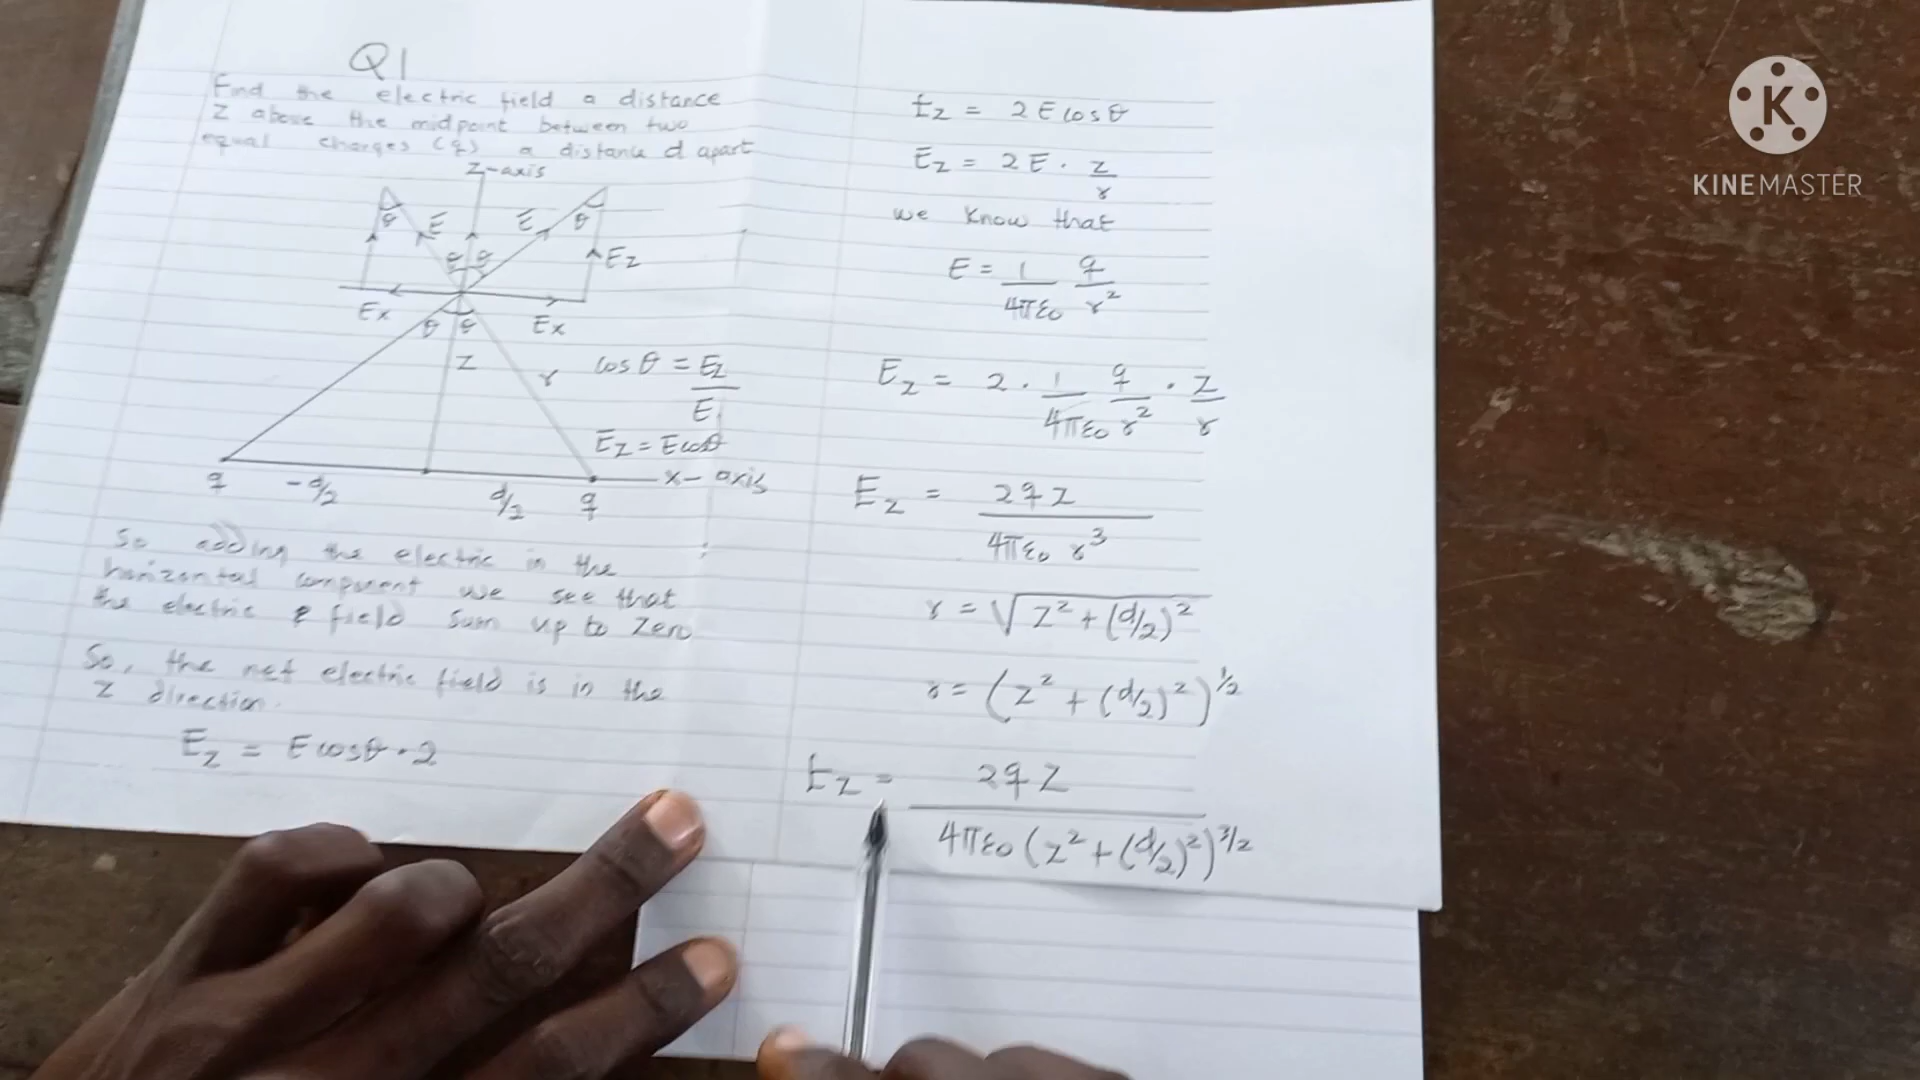 Q1
Find the electric field a distance
Z above the midpoint between two
equal charges (q) a distance d apart
Z-axis
θ E E θ
θ θ EZ
Ex θ θ Ex
Z r
cos θ = EZ/E
EZ = E cosθ
q -d/2 d/2 q x-axis
So adding the electric in the
horizontal component we see that
the electric field sum up to zero
So, the net electric field is in the
z direction.
EZ = E cosθ . 2
EZ = 2 E cosθ
EZ = 2E . Z/r
we know that
E = 1/4πε0 q/r²
EZ = 2 . 1/4πε0 q/r² . Z/r
EZ = 2qZ/4πε0 r³
r = √Z² + (d/2)²
r = (Z² + (d/2)²)^1/2
EZ = 2qZ/4πε0 (Z² + (d/2)²)^3/2
K
KINEMASTER